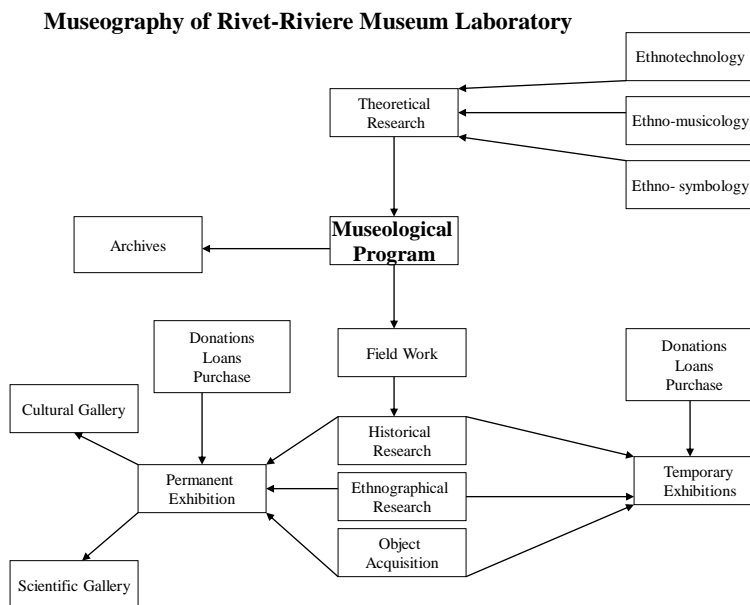 Museography of Rivet-Riviere Museum Laboratory
Ethnotechnology
Theoretical
Research
Ethno-musicology
Ethno- symbology
Museological
Program
Archives
Donations
Loans
Purchase
Field Work
Donations
Loans
Purchase
Cultural Gallery
Historical
Research
Permanent
Exhibition
Ethnographical
Research
Temporary
Exhibitions
Object
Acquisition
Scientific Gallery